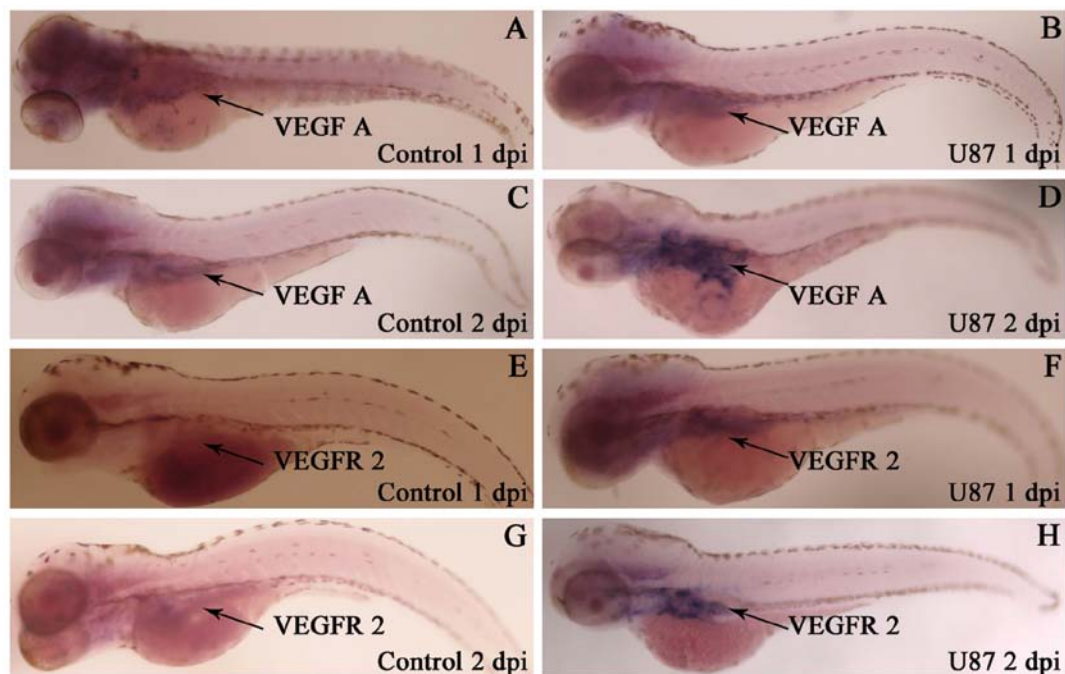 A
VEGF A
Control 1 dpi
B
VEGF A
U87 1 dpi
C
VEGF A
Control 2 dpi
D
VEGF A
U87 2 dpi
E
VEGFR 2
Control 1 dpi
F
VEGFR 2
U87 1 dpi
G
VEGFR 2
Control 2 dpi
H
VEGFR 2
U87 2 dpi